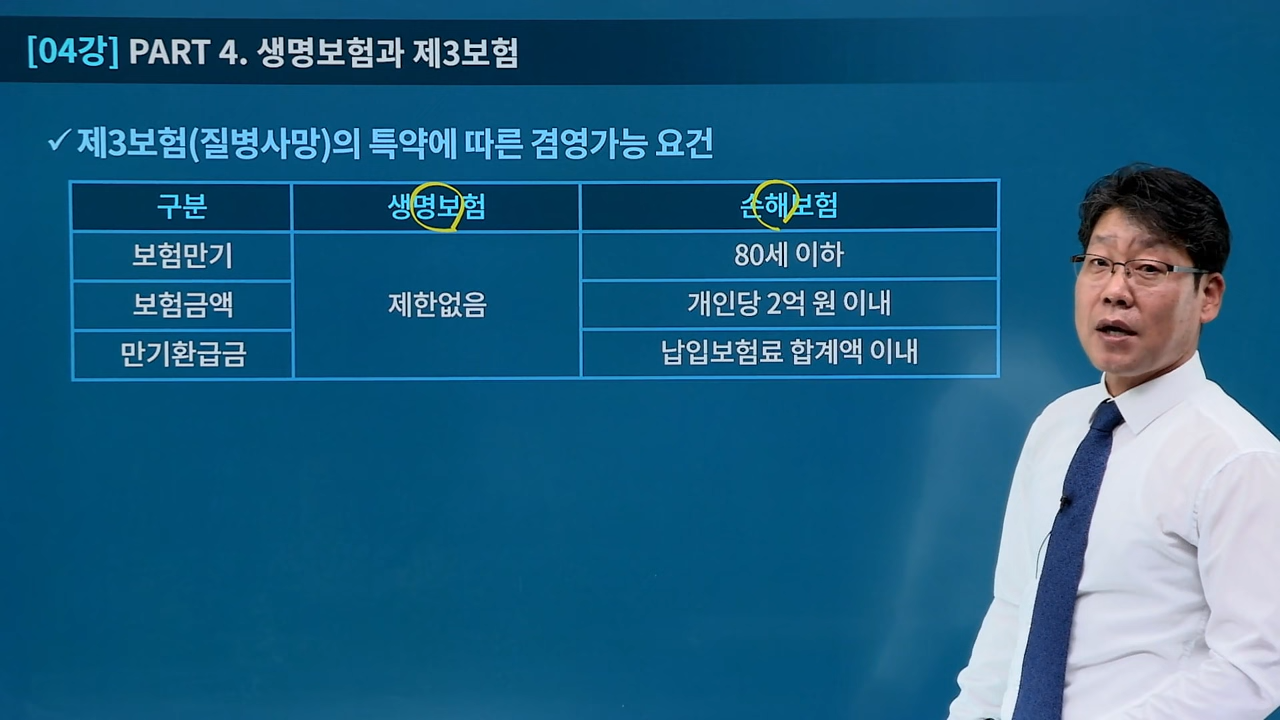 [04강] PART 4. 생명보험과 제3보험
✓ 제3보험(질병사망)의 특약에 따른 겸영가능 요건
구분 생명보험 손해보험
보험만기 80세 이하
보험금액 제한없음 개인당 2억 원 이내
만기환급금 납입보험료 합계액 이내